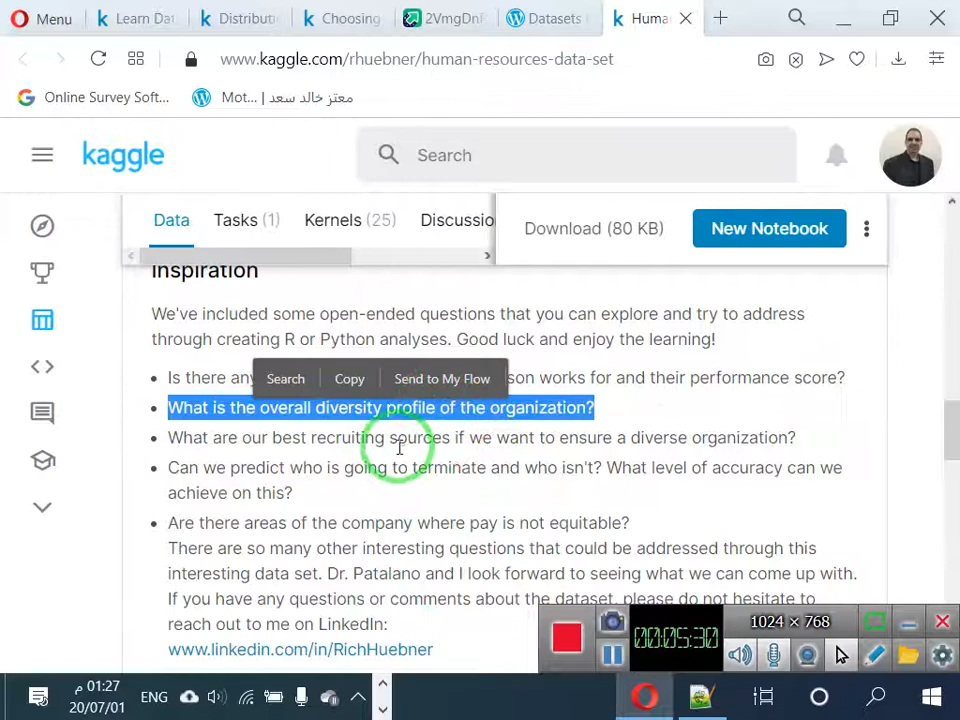 Menu
Learn Dat
Distributi
Choosing
2VmgDnF
Datasets
Huma
www.kaggle.com/rhuebner/human-resources-data-set
Online Survey Soft...
Mot... | معتز خالد سعد
kaggle
Search
Data
Tasks (1)
Kernels (25)
Discussio
Download (80 KB)
New Notebook
Inspiration
We've included some open-ended questions that you can explore and try to address
through creating R or Python analyses. Good luck and enjoy the learning!
Search
Copy
Send to My Flow
Is there any son works for and their performance score?
What is the overall diversity profile of the organization?
What are our best recruiting sources if we want to ensure a diverse organization?
Can we predict who is going to terminate and who isn't? What level of accuracy can we
achieve on this?
Are there areas of the company where pay is not equitable?
There are so many other interesting questions that could be addressed through this
interesting data set. Dr. Patalano and I look forward to seeing what we can come up with.
If you have any questions or comments about the dataset, please do not hesitate to
reach out to me on LinkedIn:
www.linkedin.com/in/RichHuebner
00:05:30
1024 × 768
01:27 م
20/07/01
ENG